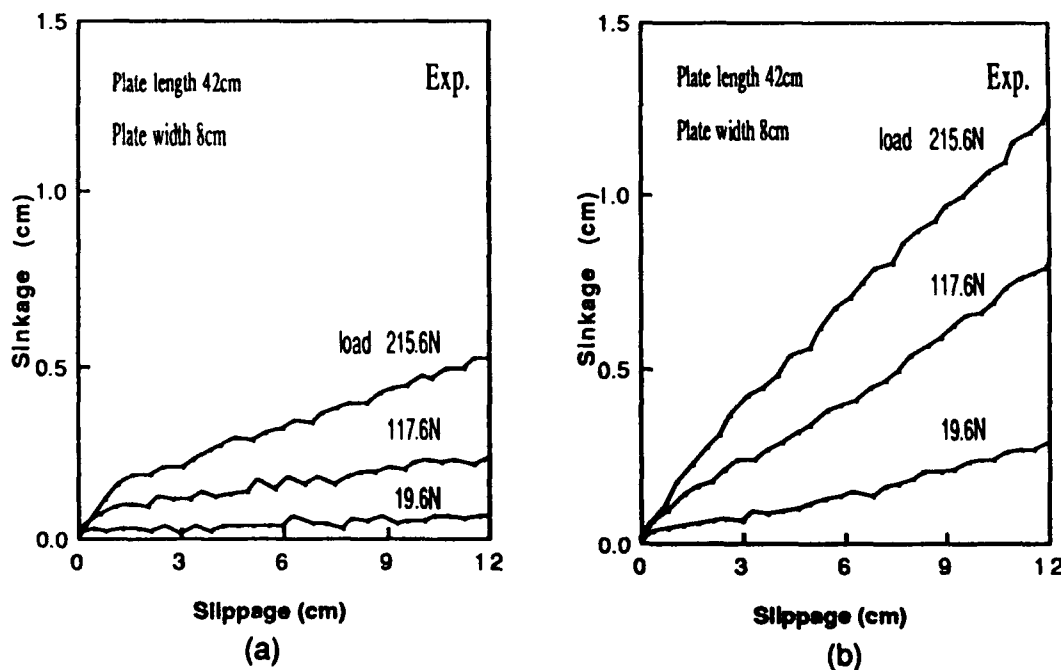 1.5
Plate length 42cm
Exp.
Plate width 8cm
1.0
Sinkage (cm)
load 215.6N
0.5
117.6N
19.6N
0.0
0 3 6 9 12
Slippage (cm)
(a)
1.5
Plate length 42cm
Exp.
Plate width 8cm
load 215.6N
1.0
Sinkage (cm)
117.6N
0.5
19.6N
0.0
0 3 6 9 12
Slippage (cm)
(b)